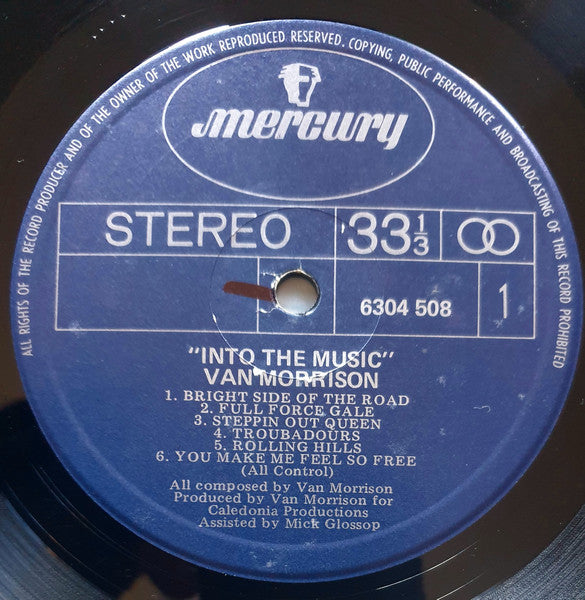 ALL RIGHTS OF THE RECORD PRODUCER AND OF THE OWNER OF THE WORK REPRODUCED RESERVED. COPYING, PUBLIC PERFORMANCE AND BROADCASTING OF THIS RECORD PROHIBITED
mercury
STEREO 33 1/3
6304 508 1
"INTO THE MUSIC"
VAN MORRISON
1. BRIGHT SIDE OF THE ROAD
2. FULL FORCE GALE
3. STEPPIN OUT QUEEN
4. TROUBADOURS
5. ROLLING HILLS
6. YOU MAKE ME FEEL SO FREE
(All Control)
All composed by Van Morrison
Produced by Van Morrison for
Caledonia Productions
Assisted by Mick Glossop